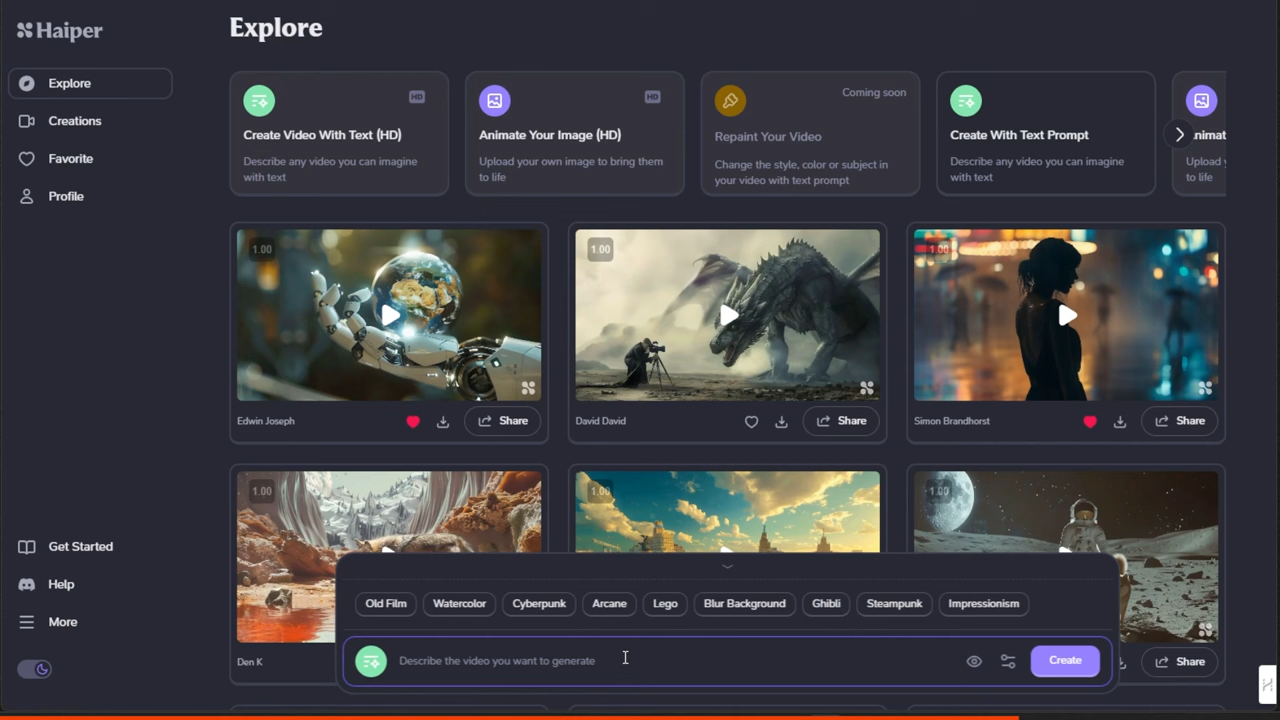 Haiper
Explore
Creations
Favorite
Profile
Get Started
Help
More
Explore
HD
Create Video With Text (HD)
Describe any video you can imagine
with text
HD
Animate Your Image (HD)
Upload your own image to bring them
to life
Coming soon
Repaint Your Video
Change the style, color or subject in
your video with text prompt
Create With Text Prompt
Describe any video you can imagine
with text
to life
1.00
Edwin Joseph
Share
1.00
David David
Share
1.00
Simon Brandhorst
Share
1.00
Den K
1.00
1.00
Share
Old Film
Watercolor
Cyberpunk
Arcane
Lego
Blur Background
Ghibli
Steampunk
Impressionism
Describe the video you want to generate
Create